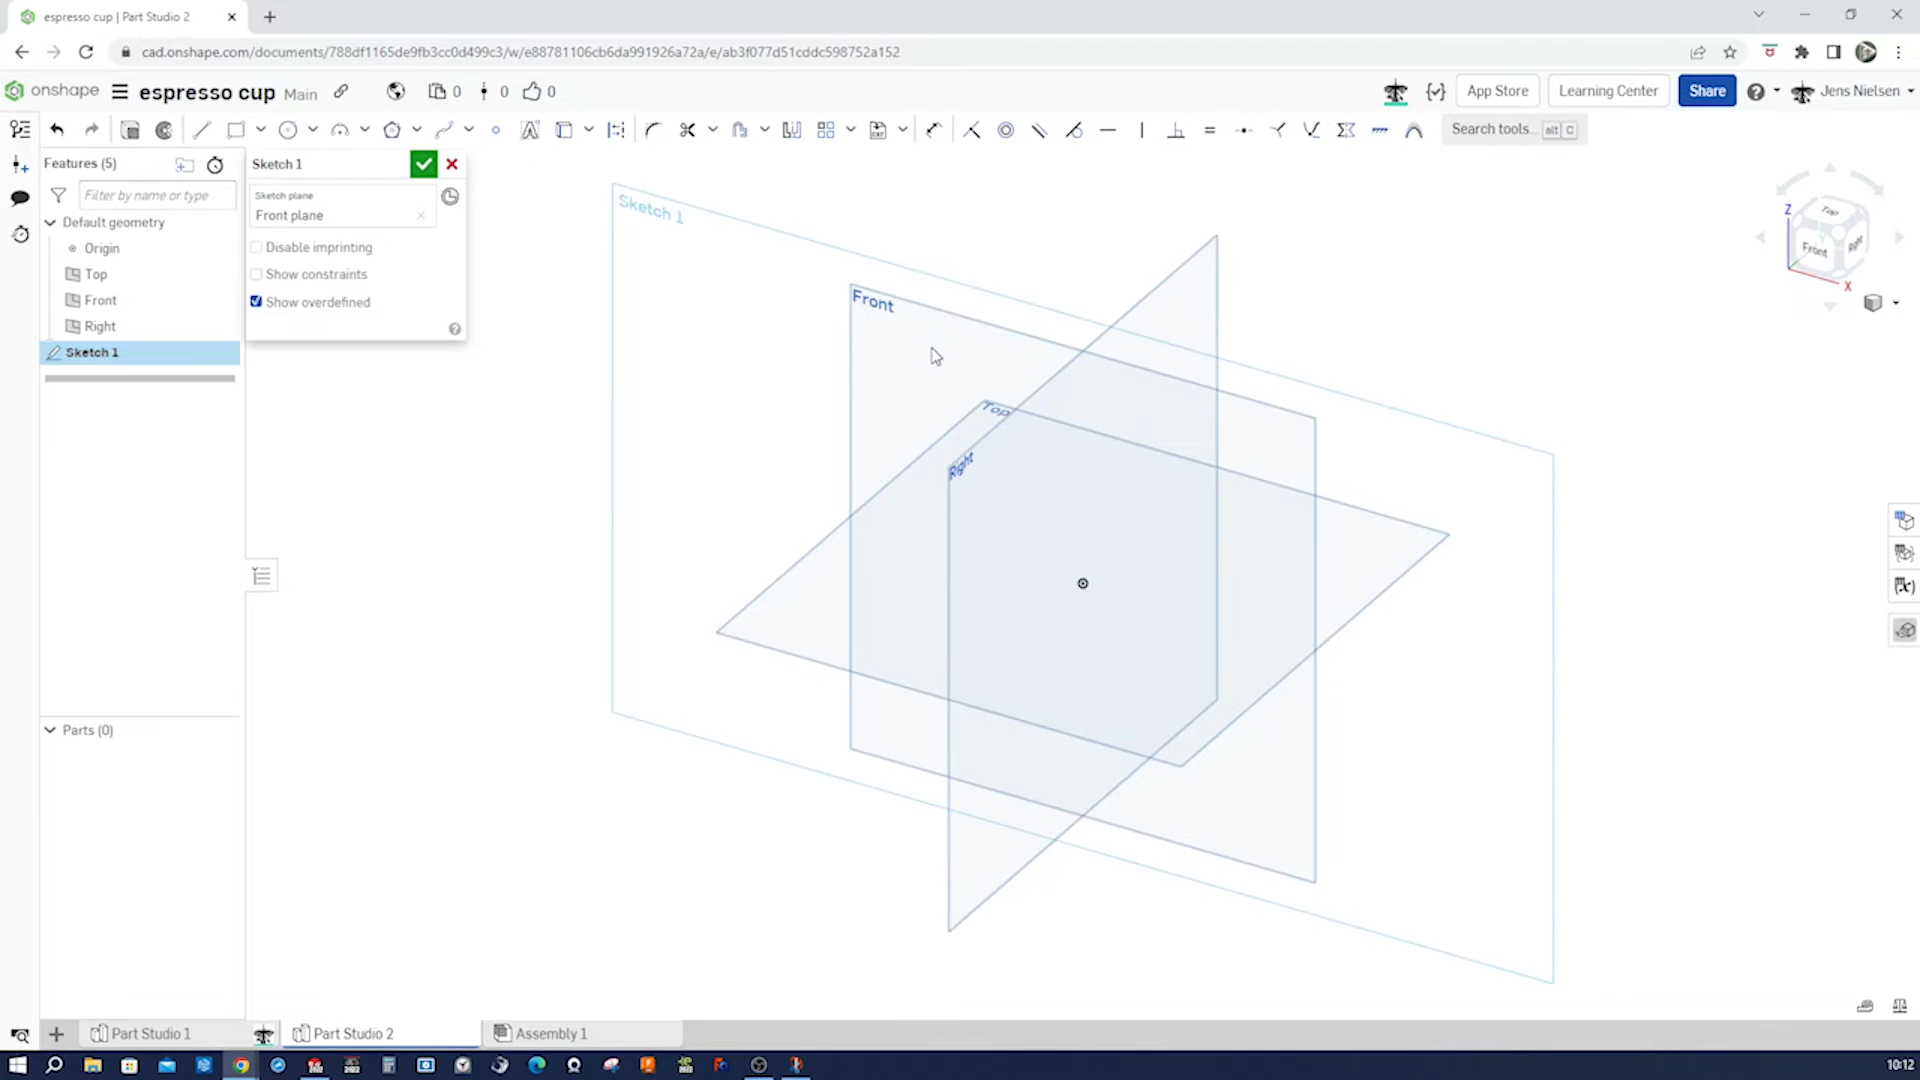 espresso cup | Part Studio 2
cad.onshape.com/documents/788df1165de9fb3cc0d499c3/w/e88781106cb6da991926a72a/e/ab3f077d51cddc598752a152
onshape espresso cup Main 0 0 0 App Store Learning Center Share Jens Nielsen
Search tools... alt C
Features (5)
Filter by name or type
Default geometry
Origin
Top
Front
Right
Sketch 1
Parts (0)
Sketch 1
Sketch plane
Front plane
Disable imprinting
Show constraints
Show overdefined
Sketch 1
Front
Top
Right
Z
Top
Front
Right
Y
X
(x)
Part Studio 1
Part Studio 2
Assembly 1
10:12